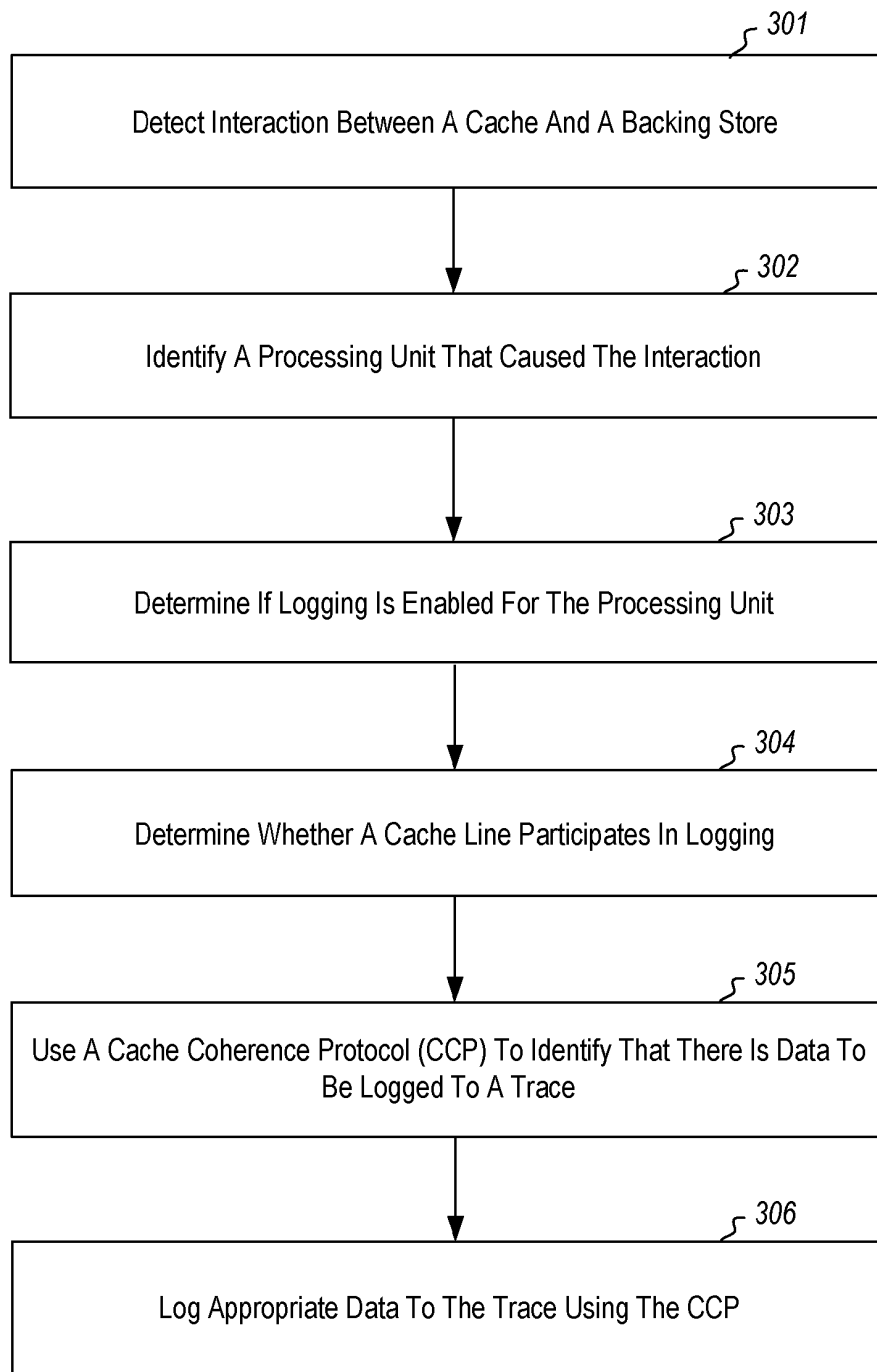 301
Detect Interaction Between A Cache And A Backing Store
302
Identify A Processing Unit That Caused The Interaction
303
Determine If Logging Is Enabled For The Processing Unit
304
Determine Whether A Cache Line Participates In Logging
305
Use A Cache Coherence Protocol (CCP) To Identify That There Is Data To
Be Logged To A Trace
306
Log Appropriate Data To The Trace Using The CCP